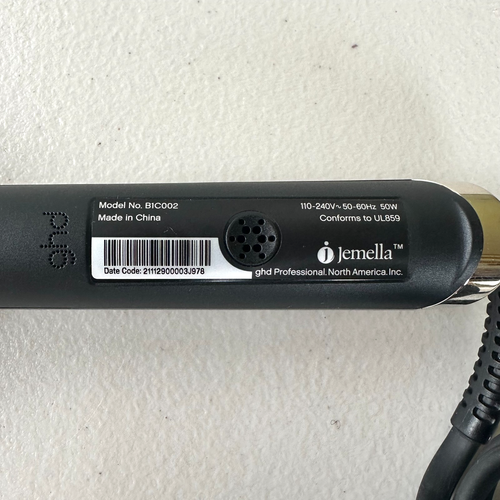 ghd
Model No. B1C002
Made in China
Date Code: 21112900003J978
110-240V~ 50-60Hz 50W
Conforms to UL859
Jemella™
ghd Professional. North America. Inc.